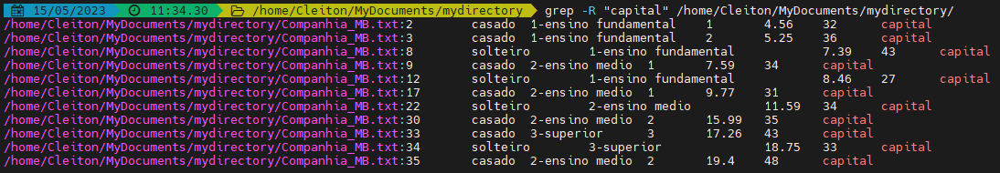 15/05/2023 11:34.30 /home/Cleiton/MyDocuments/mydirectory grep -R "capital" /home/Cleiton/MyDocuments/mydirectory/
/home/Cleiton/MyDocuments/mydirectory/Companhia_MB.txt:2 casado 1-ensino fundamental 1 4.56 32 capital
/home/Cleiton/MyDocuments/mydirectory/Companhia_MB.txt:3 casado 1-ensino fundamental 2 5.25 36 capital
/home/Cleiton/MyDocuments/mydirectory/Companhia_MB.txt:8 solteiro 1-ensino fundamental 7.39 43 capital
/home/Cleiton/MyDocuments/mydirectory/Companhia_MB.txt:9 casado 2-ensino medio 1 7.59 34 capital
/home/Cleiton/MyDocuments/mydirectory/Companhia_MB.txt:12 solteiro 1-ensino fundamental 8.46 27 capital
/home/Cleiton/MyDocuments/mydirectory/Companhia_MB.txt:17 casado 2-ensino medio 1 9.77 31 capital
/home/Cleiton/MyDocuments/mydirectory/Companhia_MB.txt:22 solteiro 2-ensino medio 11.59 34 capital
/home/Cleiton/MyDocuments/mydirectory/Companhia_MB.txt:30 casado 2-ensino medio 2 15.99 35 capital
/home/Cleiton/MyDocuments/mydirectory/Companhia_MB.txt:33 casado 3-superior 3 17.26 43 capital
/home/Cleiton/MyDocuments/mydirectory/Companhia_MB.txt:34 solteiro 3-superior 18.75 33 capital
/home/Cleiton/MyDocuments/mydirectory/Companhia_MB.txt:35 casado 2-ensino medio 2 19.4 48 capital